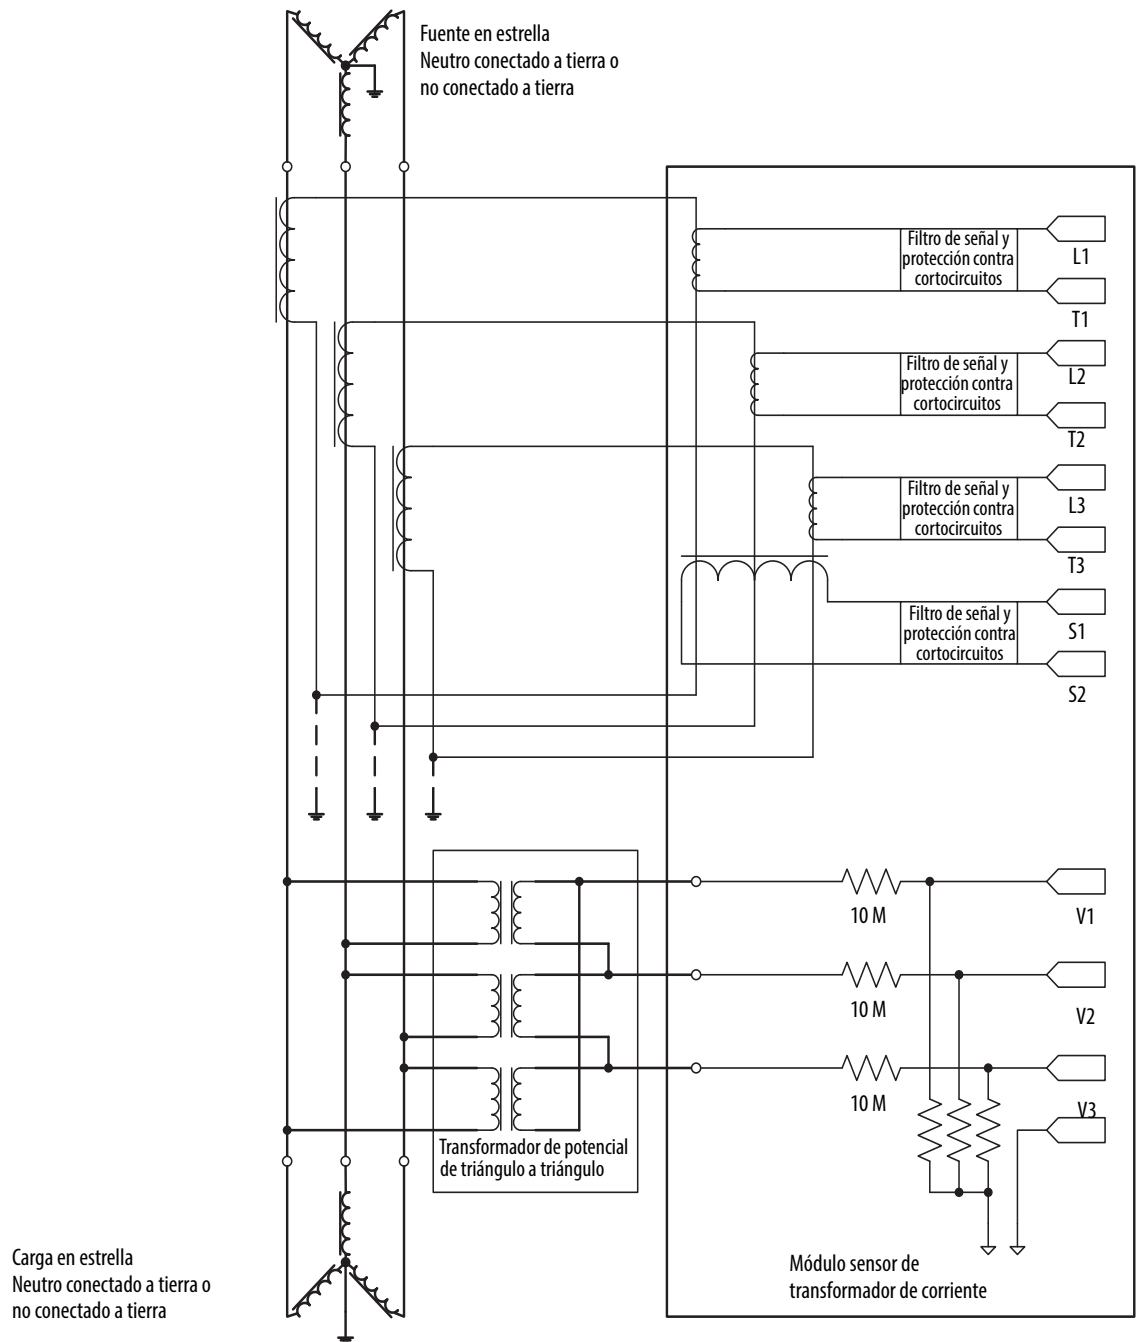 Fuente en estrella
Neutro conectado a tierra o
no conectado a tierra
Filtro de señal y
protección contra
cortocircuitos
L1
T1
Filtro de señal y
protección contra
cortocircuitos
L2
T2
Filtro de señal y
protección contra
cortocircuitos
L3
T3
Filtro de señal y
protección contra
cortocircuitos
S1
S2
10 M
V1
10 M
V2
10 M
V3
Transformador de potencial
de triángulo a triángulo
Carga en estrella
Neutro conectado a tierra o
no conectado a tierra
Módulo sensor de
transformador de corriente